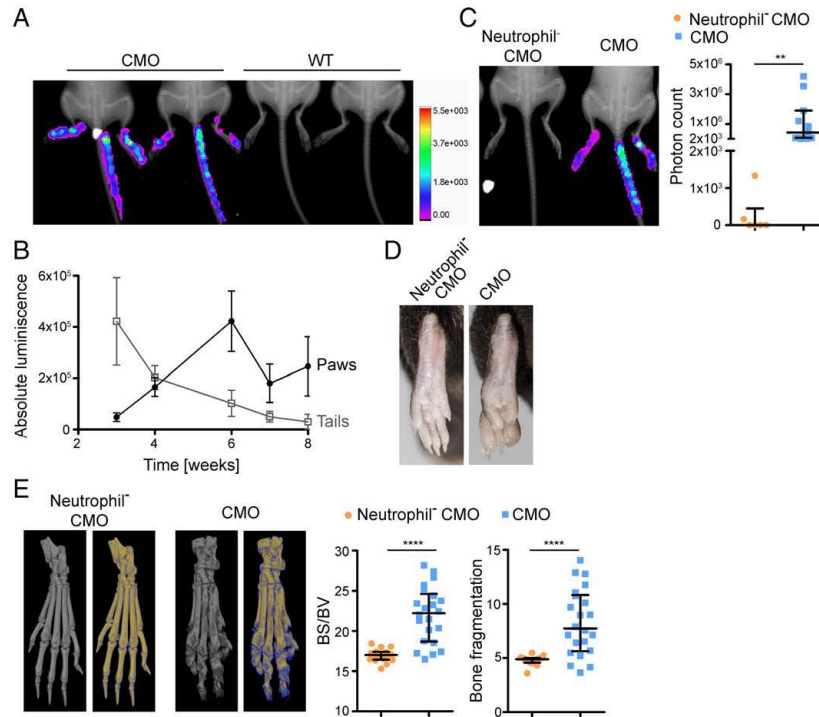 A
CMO
WT
5.5e+003
3.7e+003
1.8e+003
0.00
C
Neutrophil⁻
CMO
CMO
Neutrophil⁻ CMO
CMO
**
Photon count
5x10⁶
3x10⁶
1x10⁶
2x10³
2x10³
1x10³
0
B
Absolute luminiscence
6x10⁵
4x10⁵
2x10⁵
0
2
4
6
8
Time [weeks]
Paws
Tails
D
Neutrophil⁻
CMO
CMO
E
Neutrophil⁻
CMO
CMO
Neutrophil⁻ CMO
CMO
****
BS/BV
30
25
20
15
10
****
Bone fragmentation
15
10
5
0